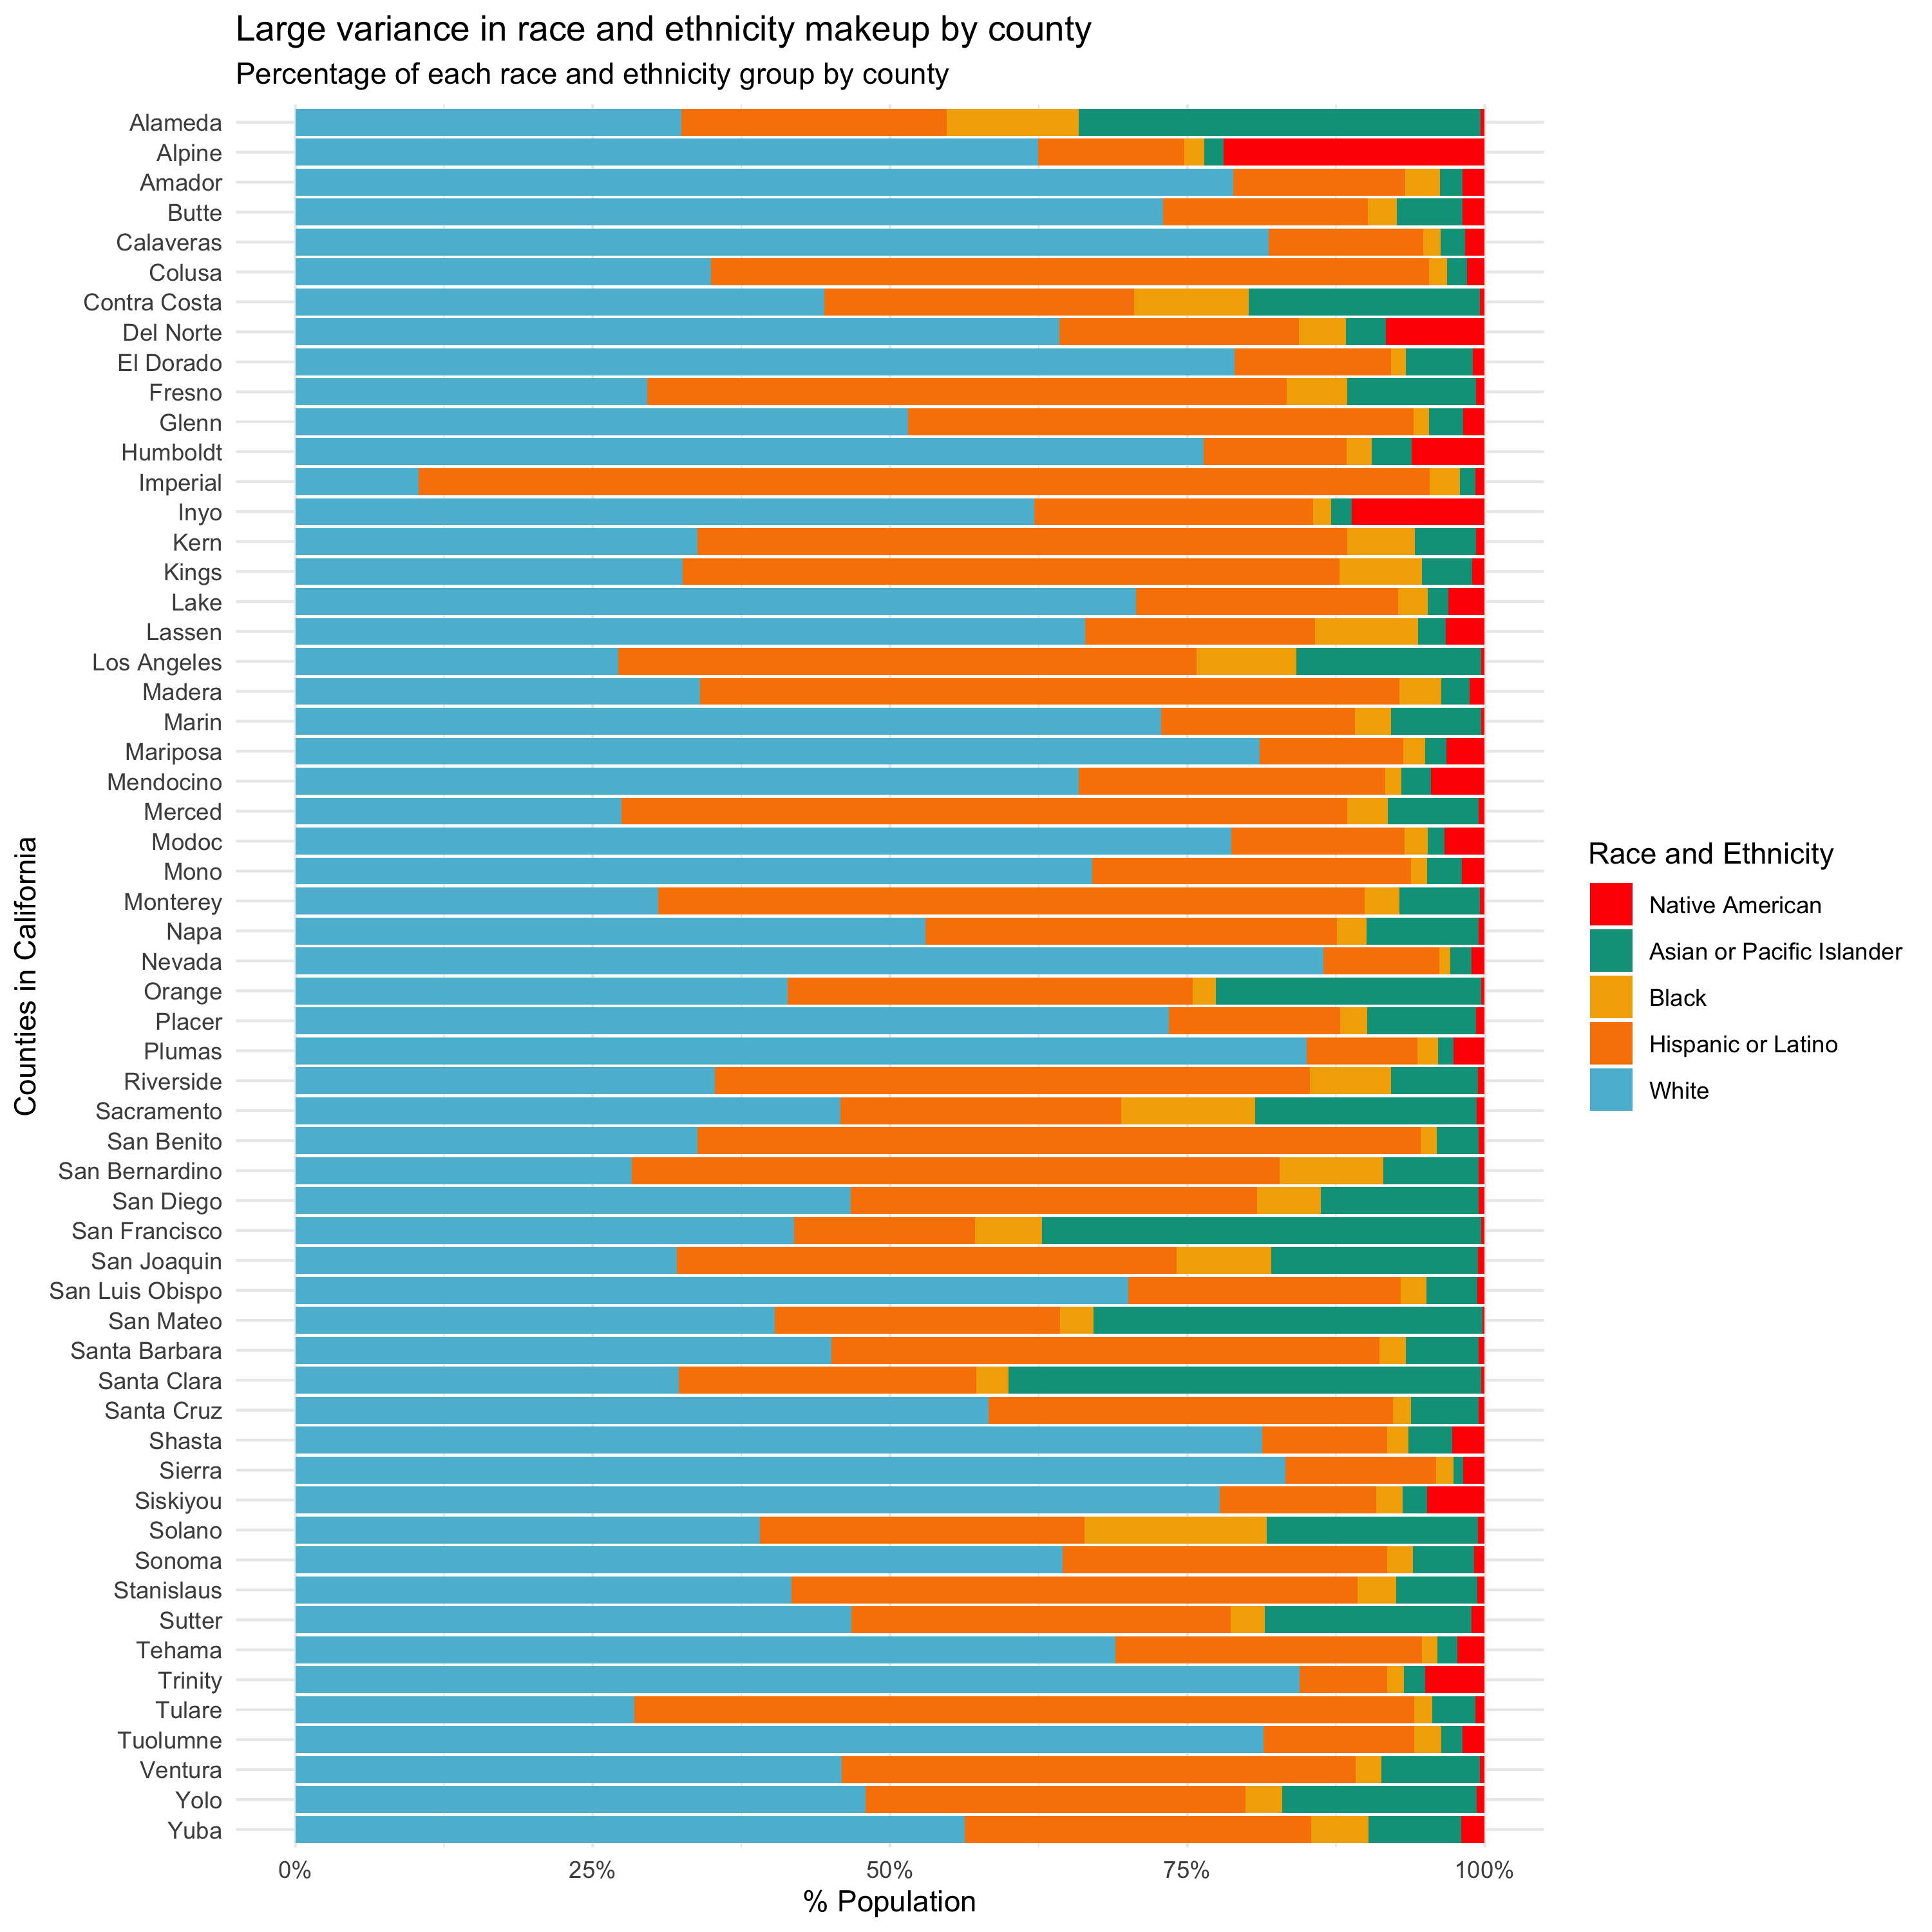 Large variance in race and ethnicity makeup by county
Percentage of each race and ethnicity group by county
Counties in California
Alameda
Alpine
Amador
Butte
Calaveras
Colusa
Contra Costa
Del Norte
El Dorado
Fresno
Glenn
Humboldt
Imperial
Inyo
Kern
Kings
Lake
Lassen
Los Angeles
Madera
Marin
Mariposa
Mendocino
Merced
Modoc
Mono
Monterey
Napa
Nevada
Orange
Placer
Plumas
Riverside
Sacramento
San Benito
San Bernardino
San Diego
San Francisco
San Joaquin
San Luis Obispo
San Mateo
Santa Barbara
Santa Clara
Santa Cruz
Shasta
Sierra
Siskiyou
Solano
Sonoma
Stanislaus
Sutter
Tehama
Trinity
Tulare
Tuolumne
Ventura
Yolo
Yuba
0% 25% 50% 75% 100%
% Population
Race and Ethnicity
Native American
Asian or Pacific Islander
Black
Hispanic or Latino
White